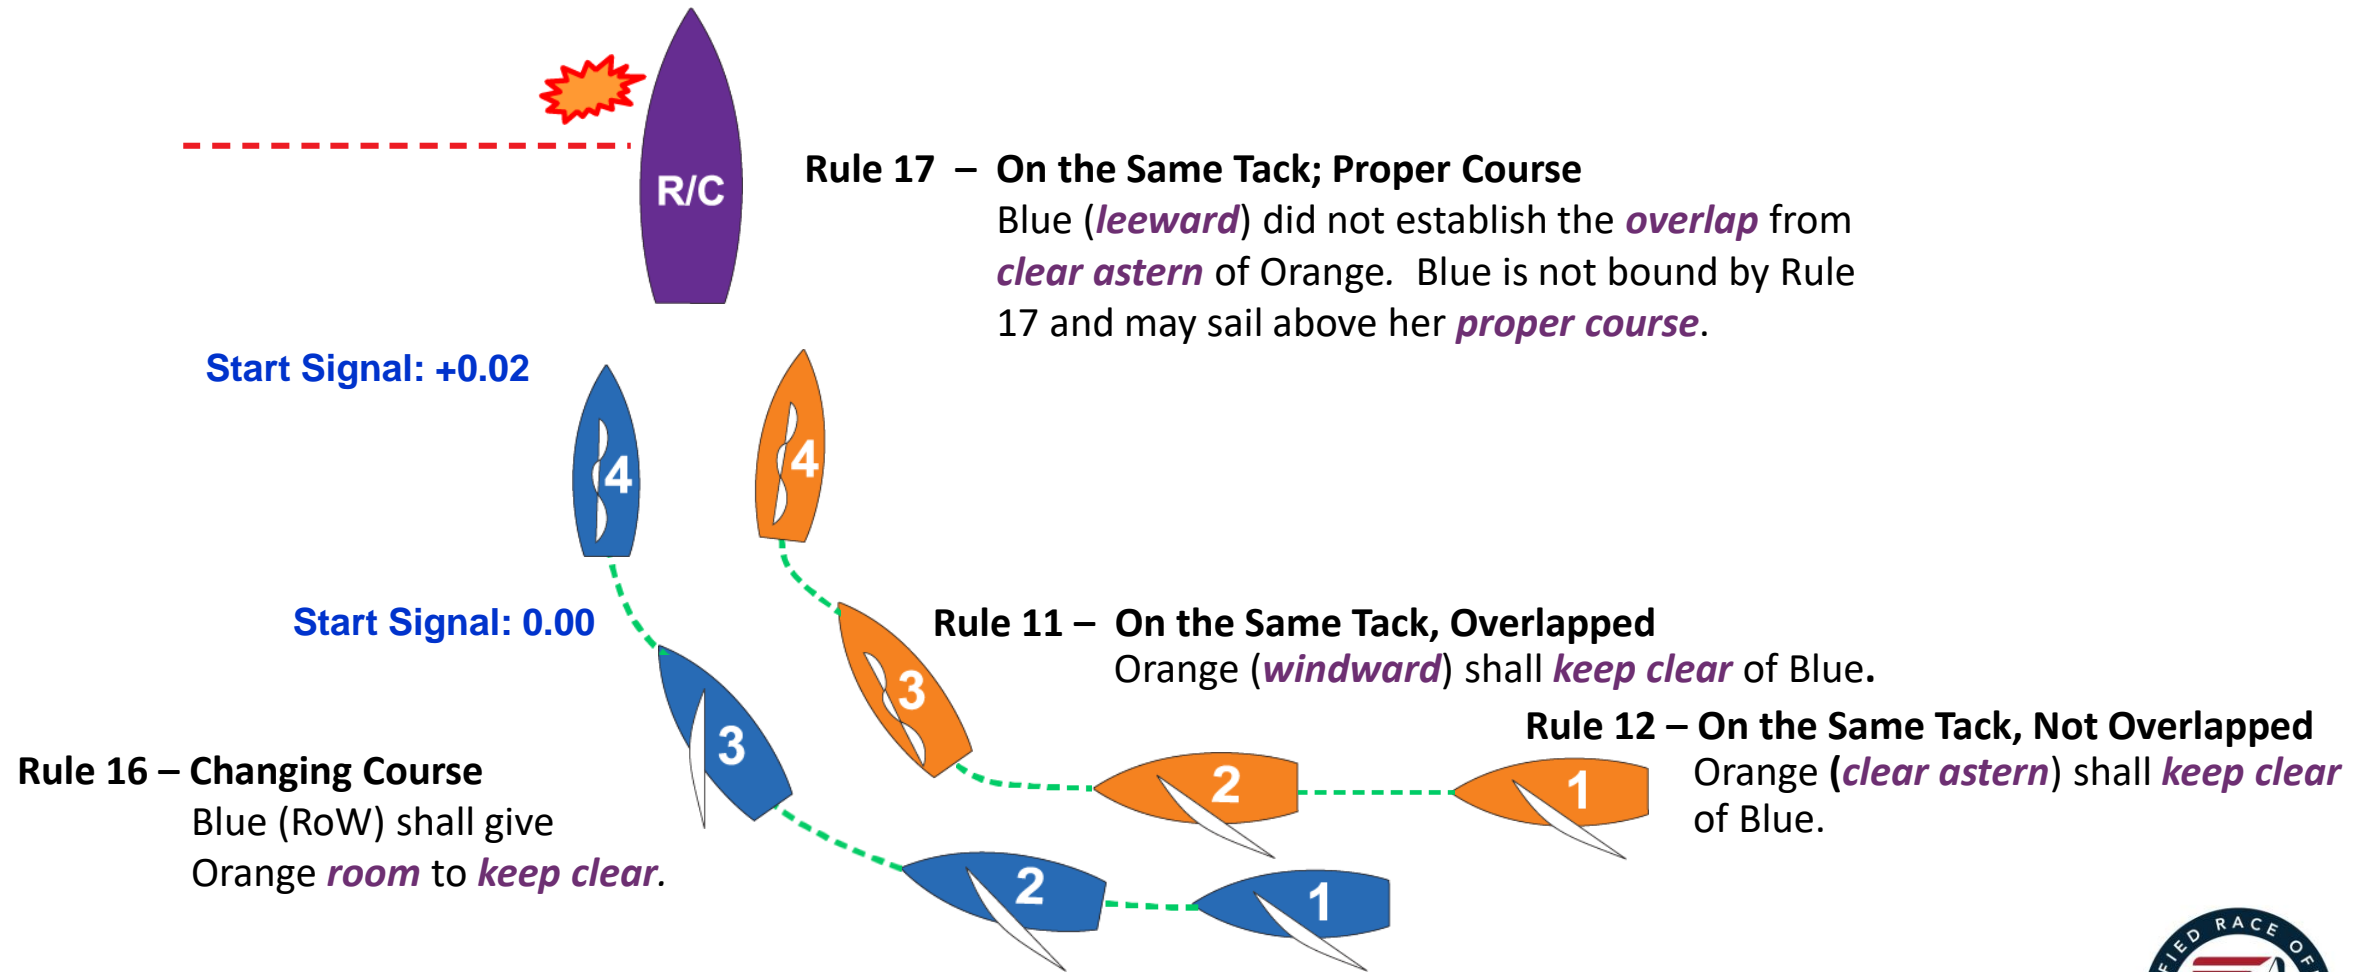 R/C
Rule 17 – On the Same Tack; Proper Course
Blue (leeward) did not establish the overlap from
clear astern of Orange. Blue is not bound by Rule
17 and may sail above her proper course.
Start Signal: +0.02
4
4
Start Signal: 0.00
Rule 11 – On the Same Tack, Overlapped
Orange (windward) shall keep clear of Blue.
3
3
Rule 12 – On the Same Tack, Not Overlapped
Orange (clear astern) shall keep clear
of Blue.
2
1
Rule 16 – Changing Course
Blue (RoW) shall give
Orange room to keep clear.
2
1
RACE